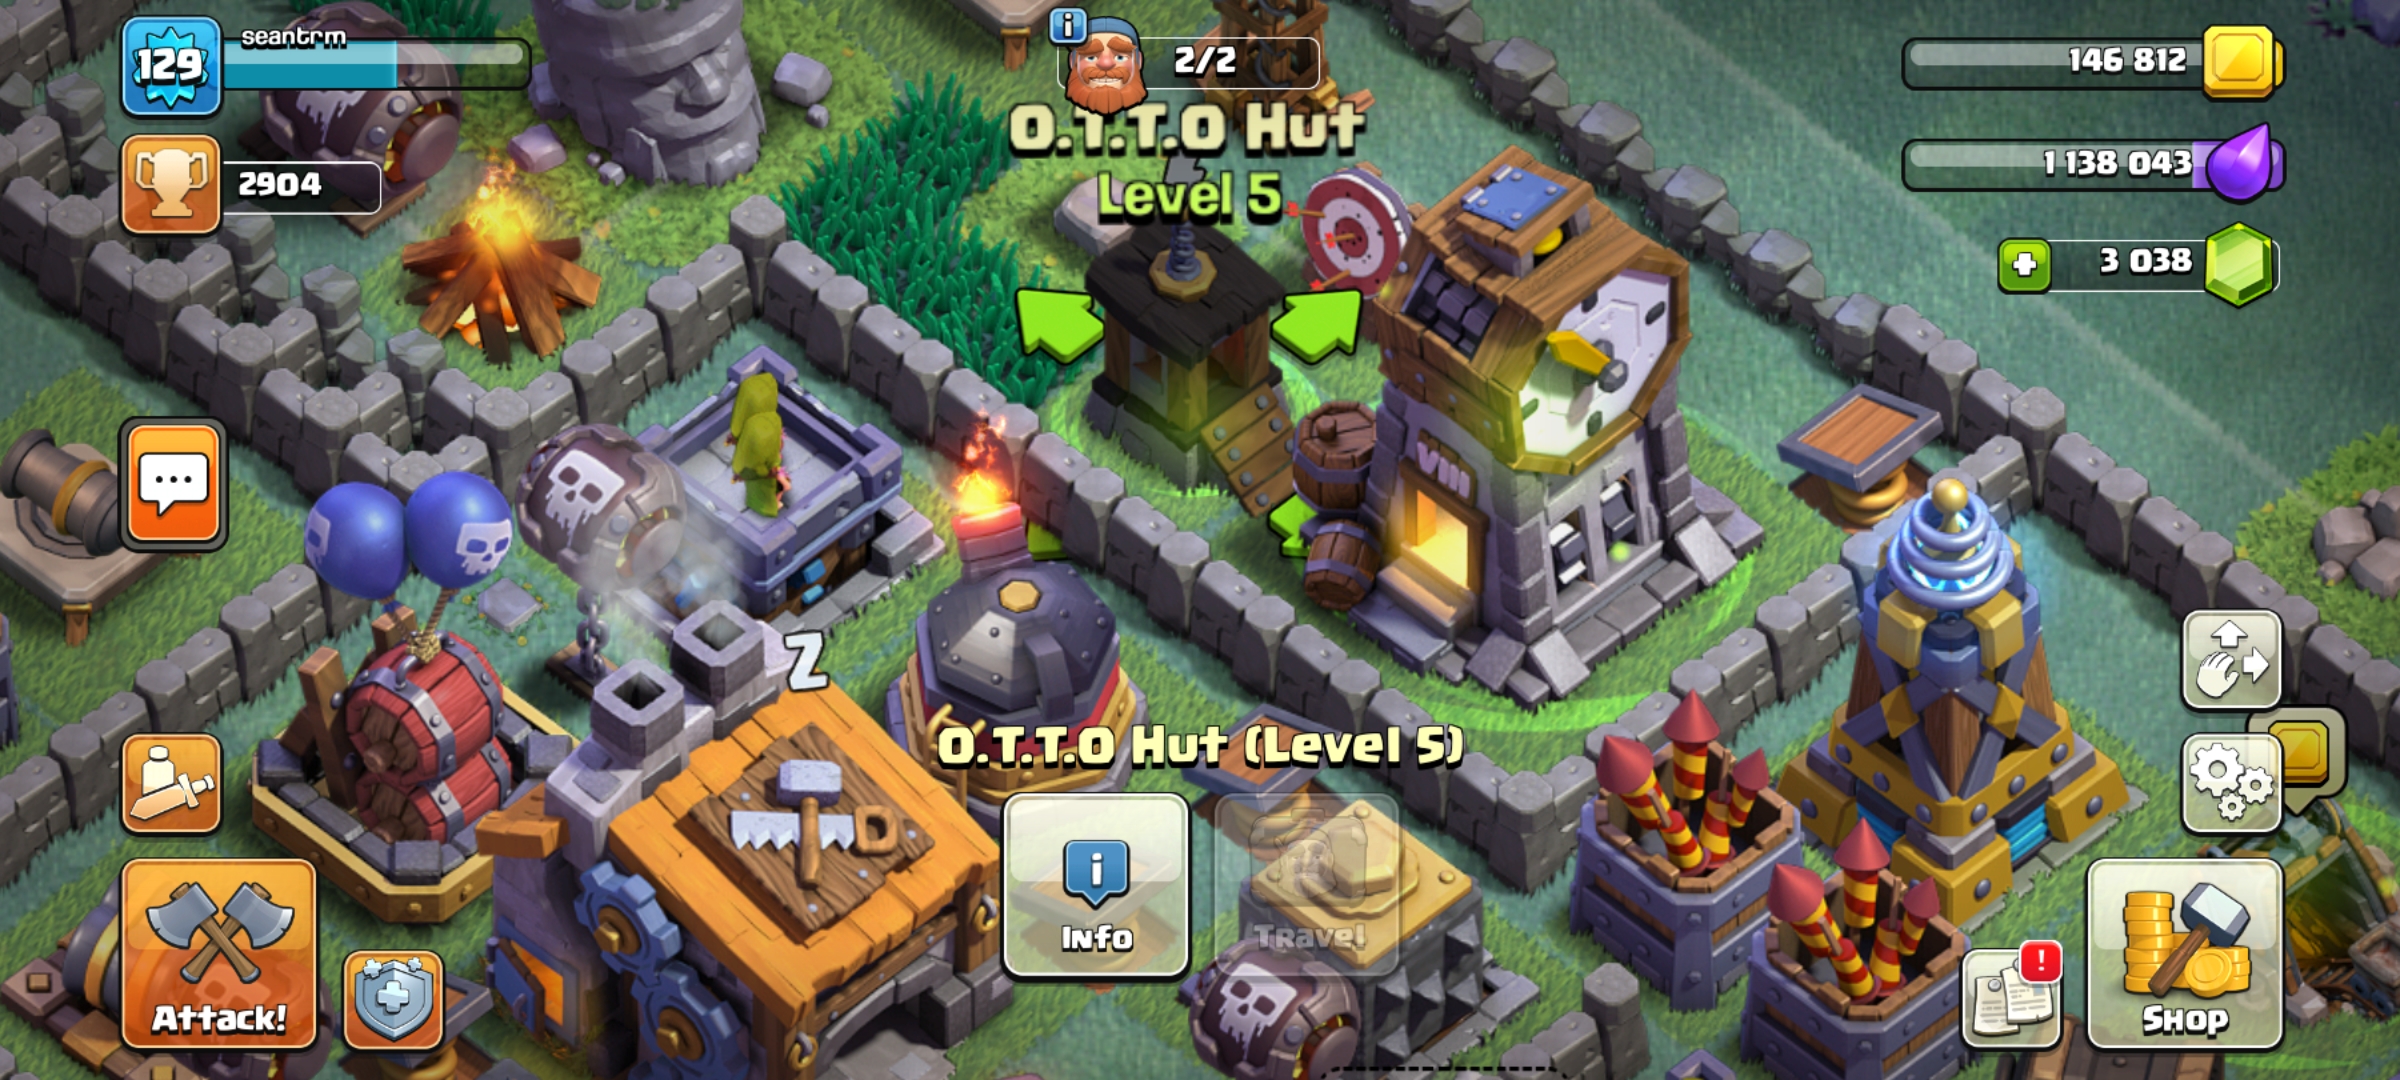 129
seantrm
2/2
146 812
O.T.T.O Hut
2904
1 138 043
Level 5
3 038
VIII
Z
O.T.T.O Hut (Level 5)
Info
Travel
Attack!
!
Shop